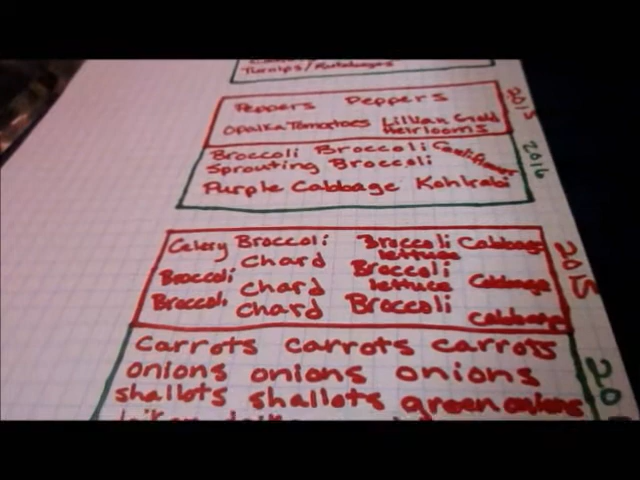 Turnips/Rutabagas
Peppers Peppers
Opalka Tomatoes Lillian Gold
Heirlooms
2015
Broccoli Broccoli Cauliflower
Sprouting Broccoli
Purple Cabbage Kohlrabi
2016
Celery Broccoli Broccoli Cabbage
Chard lettuce
Broccoli Broccoli
Chard lettuce Cabbage
Broccoli Chard Broccoli
Cabbage
2015
Carrots Carrots Carrots
onions onions onions
shallots shallots green onions
20